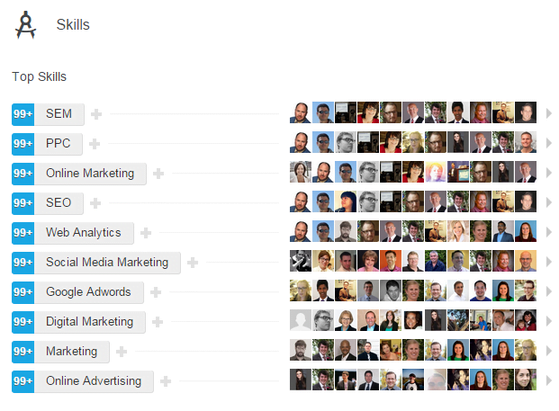 Skills
Top Skills
99+ SEM
99+ PPC
99+ Online Marketing
99+ SEO
99+ Web Analytics
99+ Social Media Marketing
99+ Google Adwords
99+ Digital Marketing
99+ Marketing
99+ Online Advertising